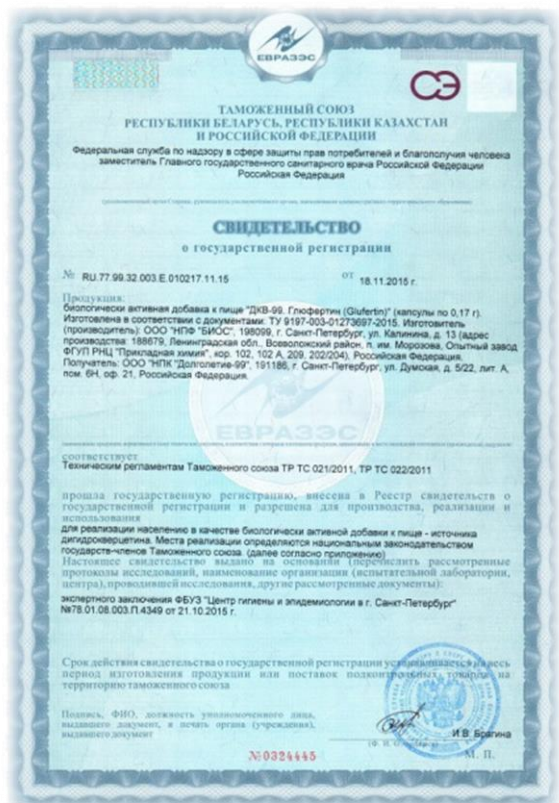 ЕВРАЗЭС
СЭ
ТАМОЖЕННЫЙ СОЮЗ
РЕСПУБЛИКИ БЕЛАРУСЬ, РЕСПУБЛИКИ КАЗАХСТАН
И РОССИЙСКОЙ ФЕДЕРАЦИИ
Федеральная служба по надзору в сфере защиты прав потребителей и благополучия человека
заместитель Главного государственного санитарного врача Российской Федерации
Российская Федерация
СВИДЕТЕЛЬСТВО
о государственной регистрации
№ RU.77.99.32.003.Е.010217.11.15 от 18.11.2015 г.
Продукция:
биологически активная добавка к пище "ДКВ-99. Глюфертин (Glufertin)" (капсулы по 0,17 г).
Изготовлена в соответствии с документами: ТУ 9197-003-01273697-2015. Изготовитель
(производитель): ООО "НПФ "БИОС", 198099, г. Санкт-Петербург, ул. Калинина, д. 13 (адрес
производства: 188679, Ленинградская обл., Всеволожский район, п. им. Морозова, Опытный завод
ФГУП РНЦ "Прикладная химия", кор. 102, 102 А, 209, 202/204), Российская Федерация.
Получатель: ООО "НПК "Долголетие-99", 191186, г. Санкт-Петербург, ул. Думская, д. 5/22, лит. А,
пом. 6Н, оф. 21, Российская Федерация.
ЕВРАЗЭС
соответствует
Техническим регламентам Таможенного союза ТР ТС 021/2011, ТР ТС 022/2011
прошла государственную регистрацию, внесена в Реестр свидетельств о
государственной регистрации и разрешена для производства, реализации и
использования
для реализации населению в качестве биологически активной добавки к пище - источника
дигидрокверцетина. Места реализации определяются национальным законодательством
государств-членов Таможенного союза. (далее согласно приложению)
Настоящее свидетельство выдано на основании (перечислить рассмотренные
протоколы исследований, наименование организации (испытательной лаборатории,
центра), проводившей исследования, другие рассмотренные документы):
экспертного заключения ФБУЗ "Центр гигиены и эпидемиологии в г. Санкт-Петербург"
№78.01.08.003.П.4349 от 21.10.2015 г.
Срок действия свидетельства о государственной регистрации устанавливается на весь
период изготовления продукции или поставок подконтрольных товаров на
территорию таможенного союза
Подпись, ФИО, должность уполномоченного лица,
выдавшего документ, и печать органа (учреждения),
выдавшего документ
И.В. Брагина
№0324445
М. П.